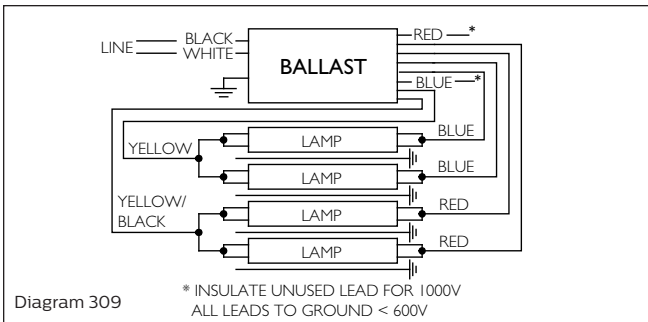 BLACK
LINE
WHITE
BALLAST
RED *
BLUE *
LAMP
BLUE
YELLOW
LAMP
BLUE
YELLOW/
BLACK
LAMP
RED
LAMP
RED
* INSULATE UNUSED LEAD FOR 1000V
ALL LEADS TO GROUND < 600V
Diagram 309